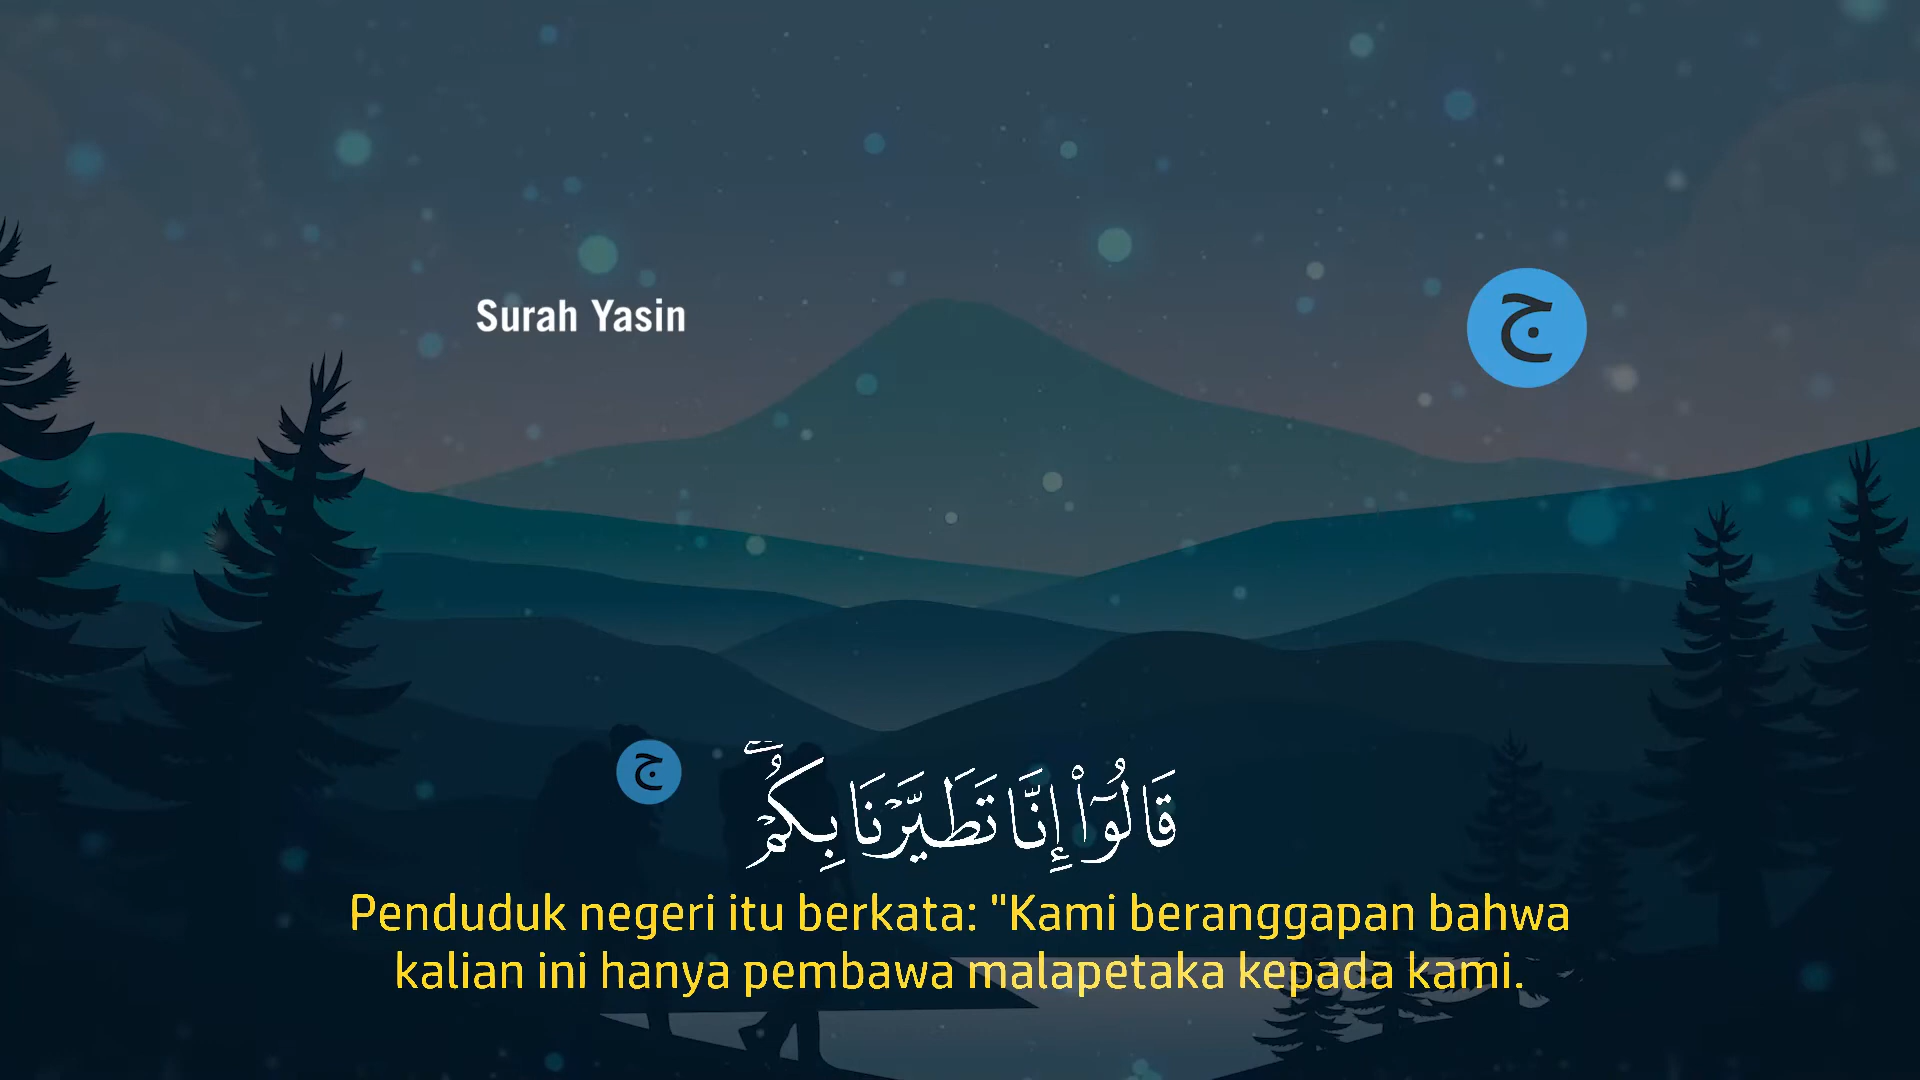 Surah Yasin
ج
ج
قَالُوٓا۟ إِنَّا تَطَيَّرْنَا بِكُمْ ۖ
Penduduk negeri itu berkata: "Kami beranggapan bahwa
kalian ini hanya pembawa malapetaka kepada kami.